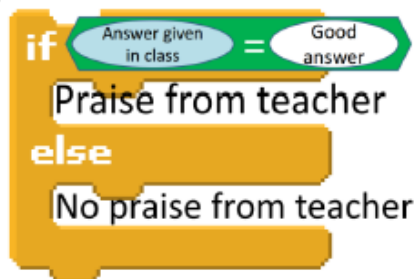 if Answer given in class = Good answer
Praise from teacher
else
No praise from teacher